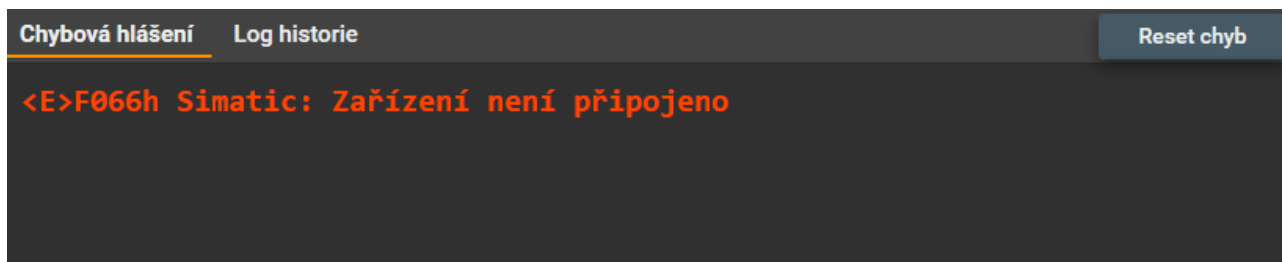 Chybová hlášení Log historie Reset chyb
<E>F066h Simatic: Zařízení není připojeno